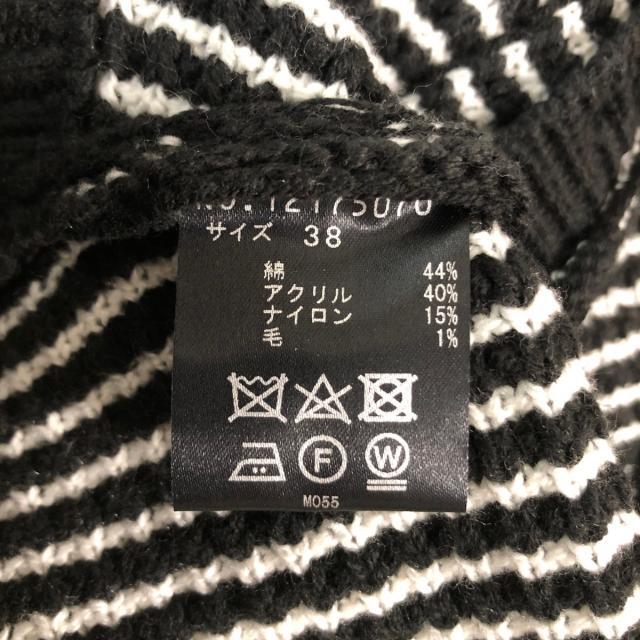 サイズ 38
綿 44%
アクリル 40%
ナイロン 15%
毛 1%
F W
M055